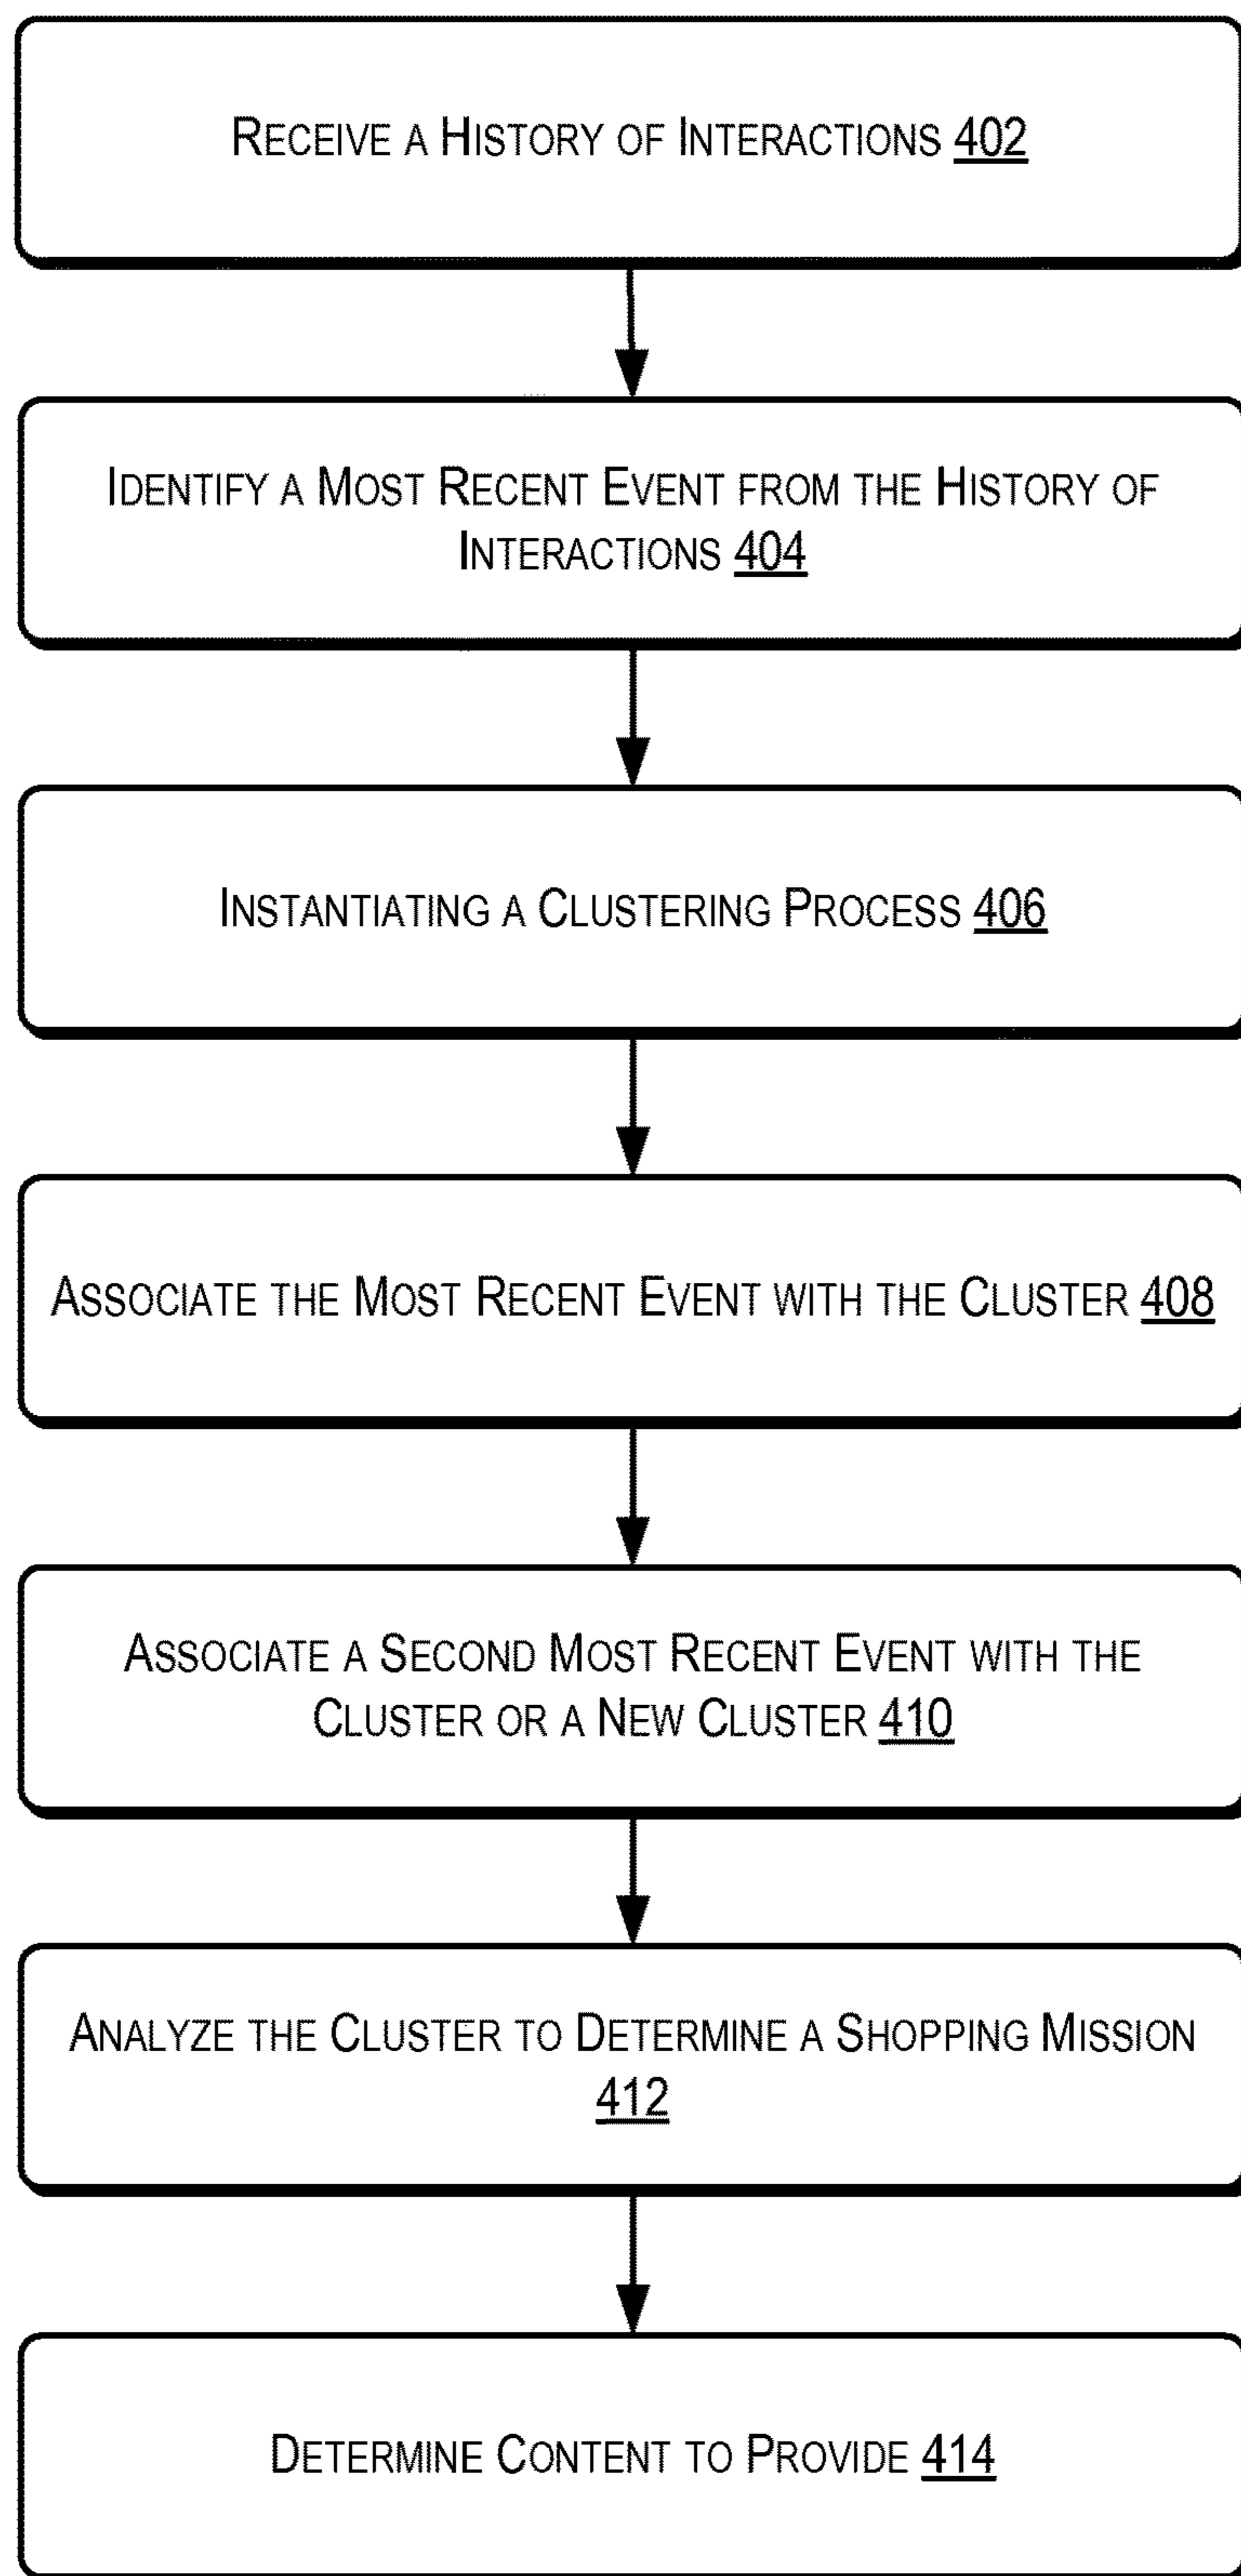 RECEIVE A HISTORY OF INTERACTIONS 402
IDENTIFY A MOST RECENT EVENT FROM THE HISTORY OF
INTERACTIONS 404
INSTANTIATING A CLUSTERING PROCESS 406
ASSOCIATE THE MOST RECENT EVENT WITH THE CLUSTER 408
ASSOCIATE A SECOND MOST RECENT EVENT WITH THE
CLUSTER OR A NEW CLUSTER 410
ANALYZE THE CLUSTER TO DETERMINE A SHOPPING MISSION
412
DETERMINE CONTENT TO PROVIDE 414